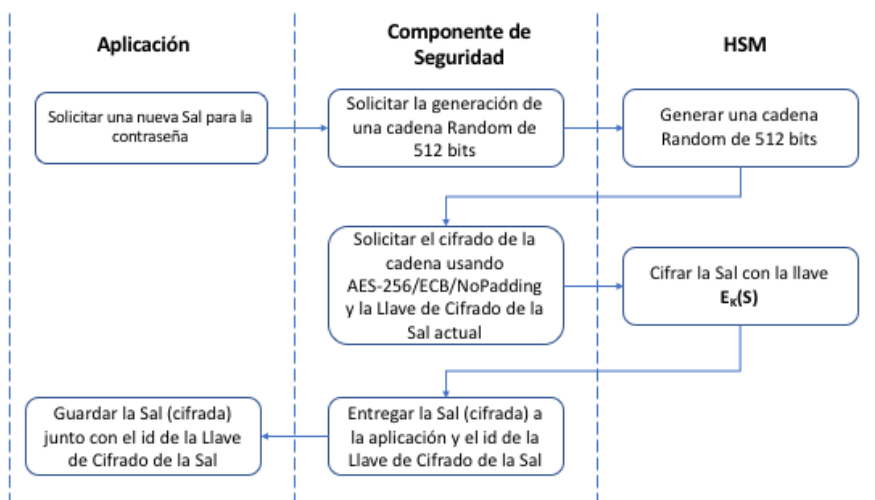 Aplicación
Componente de
Seguridad
HSM
Solicitar una nueva Sal para la
contraseña
Solicitar la generación de
una cadena Random de
512 bits
Generar una cadena
Random de 512 bits
Solicitar el cifrado de la
cadena usando
AES-256/ECB/NoPadding
y la Llave de Cifrado de la
Sal actual
Cifrar la Sal con la llave
Eₖ(S)
Entregar la Sal (cifrada) a
la aplicación y el id de la
Llave de Cifrado de la Sal
Guardar la Sal (cifrada)
junto con el id de la Llave
de Cifrado de la Sal